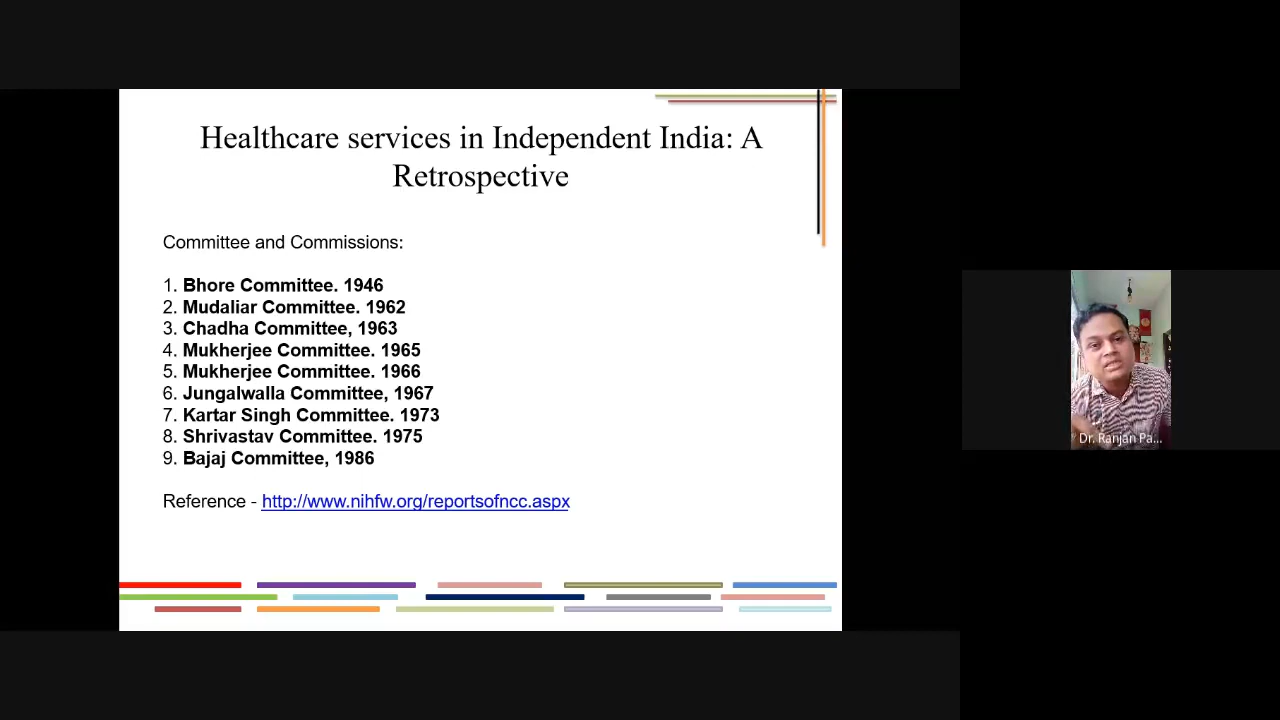 Healthcare services in Independent India: A
Retrospective
Committee and Commissions:
1. Bhore Committee. 1946
2. Mudaliar Committee. 1962
3. Chadha Committee, 1963
4. Mukherjee Committee. 1965
5. Mukherjee Committee. 1966
6. Jungalwalla Committee, 1967
7. Kartar Singh Committee. 1973
8. Shrivastav Committee. 1975
9. Bajaj Committee, 1986
Reference - http://www.nihfw.org/reportsofncc.aspx
Dr. Ranjan Pa...